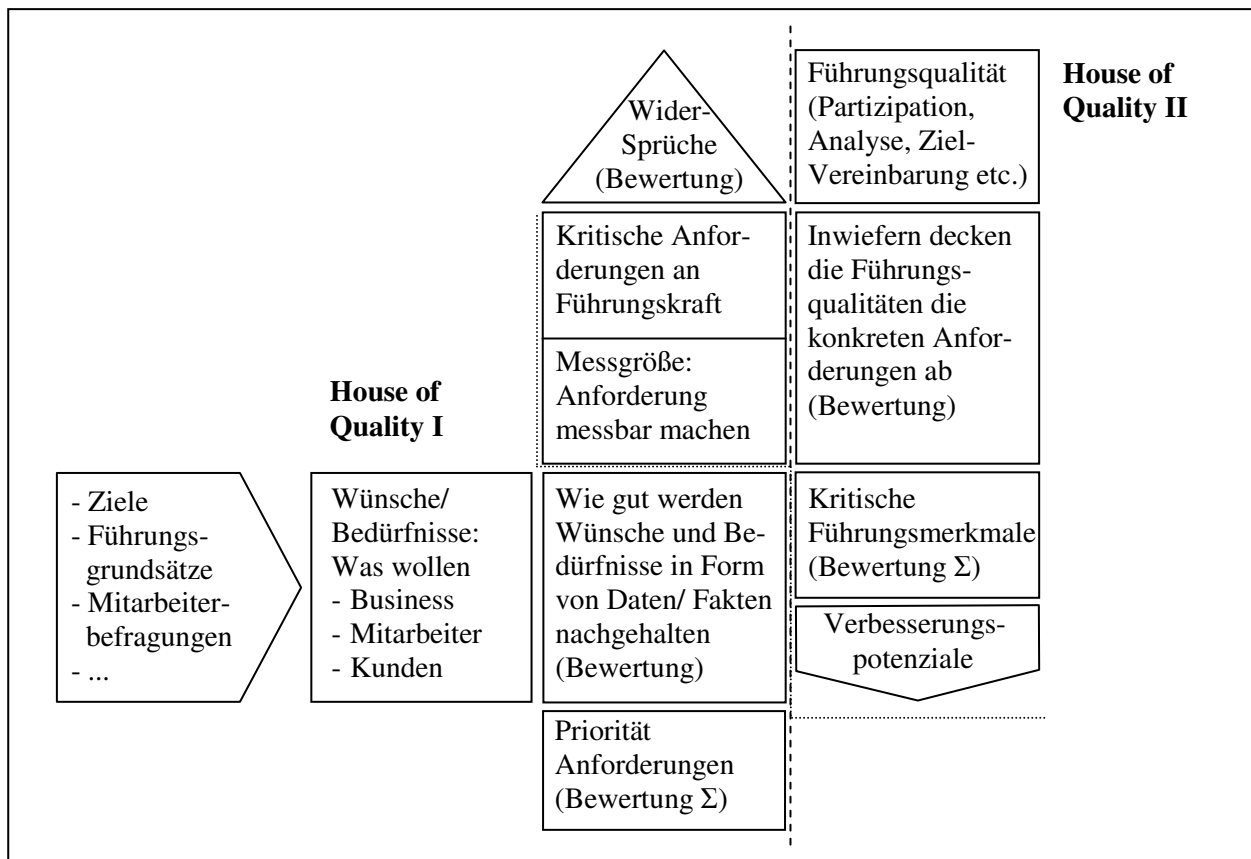 Wider-
Sprüche
(Bewertung)
Führungsqualität
(Partizipation,
Analyse, Ziel-
Vereinbarung etc.)
House of
Quality II
Kritische Anfor-
derungen an
Führungskraft
Messgröße:
Anforderung
messbar machen
Inwiefern decken
die Führungs-
qualitäten die
konkreten Anfor-
derungen ab
(Bewertung)
House of
Quality I
- Ziele
- Führungs-
grundsätze
- Mitarbeiter-
befragungen
- ...
Wünsche/
Bedürfnisse:
Was wollen
- Business
- Mitarbeiter
- Kunden
Wie gut werden
Wünsche und Be-
dürfnisse in Form
von Daten/ Fakten
nachgehalten
(Bewertung)
Kritische
Führungsmerkmale
(Bewertung Σ)
Verbesserungs-
potenziale
Priorität
Anforderungen
(Bewertung Σ)